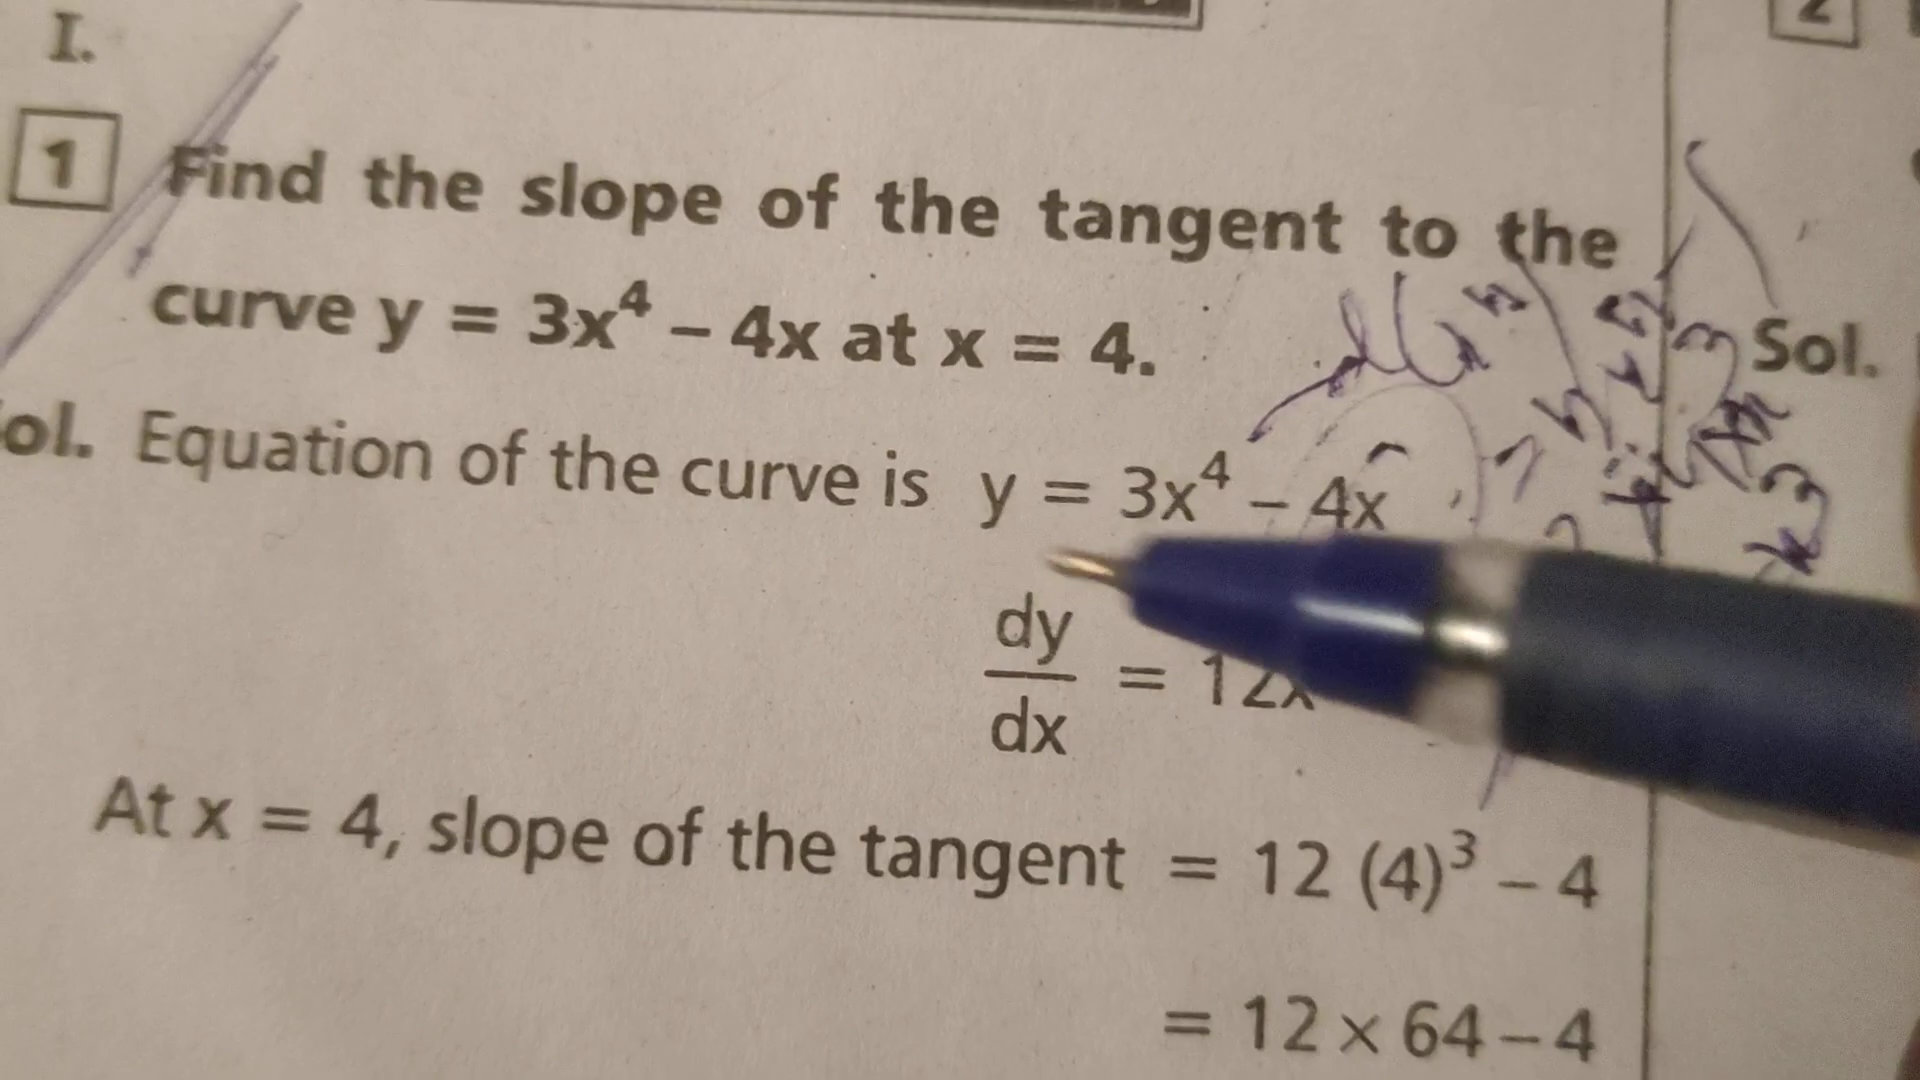 I.
1 Find the slope of the tangent to the
curve y = 3x⁴ – 4x at x = 4.
ol. Equation of the curve is y = 3x⁴ – 4x
dy
dx
= 12x
At x = 4, slope of the tangent = 12 (4)³ – 4
= 12 × 64 – 4
2
Sol.